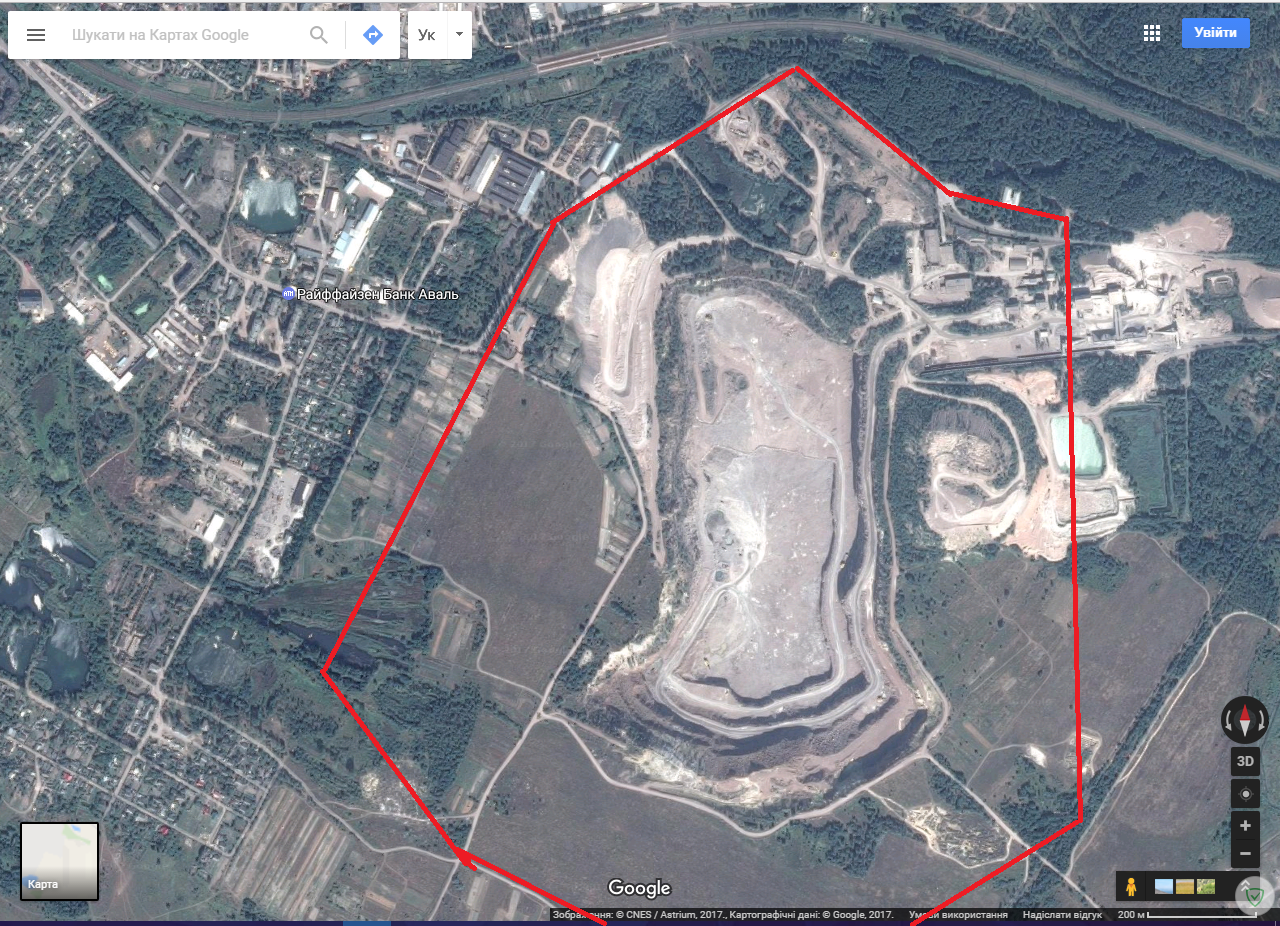 Шукати на Картах Google
Ук
Увійти
Райффайзен Банк Аваль
3D
Карта
Google
Зображення: © CNES / Astrium, 2017., Картографічні дані: © Google, 2017. Умови використання Надіслати відгук 200 м